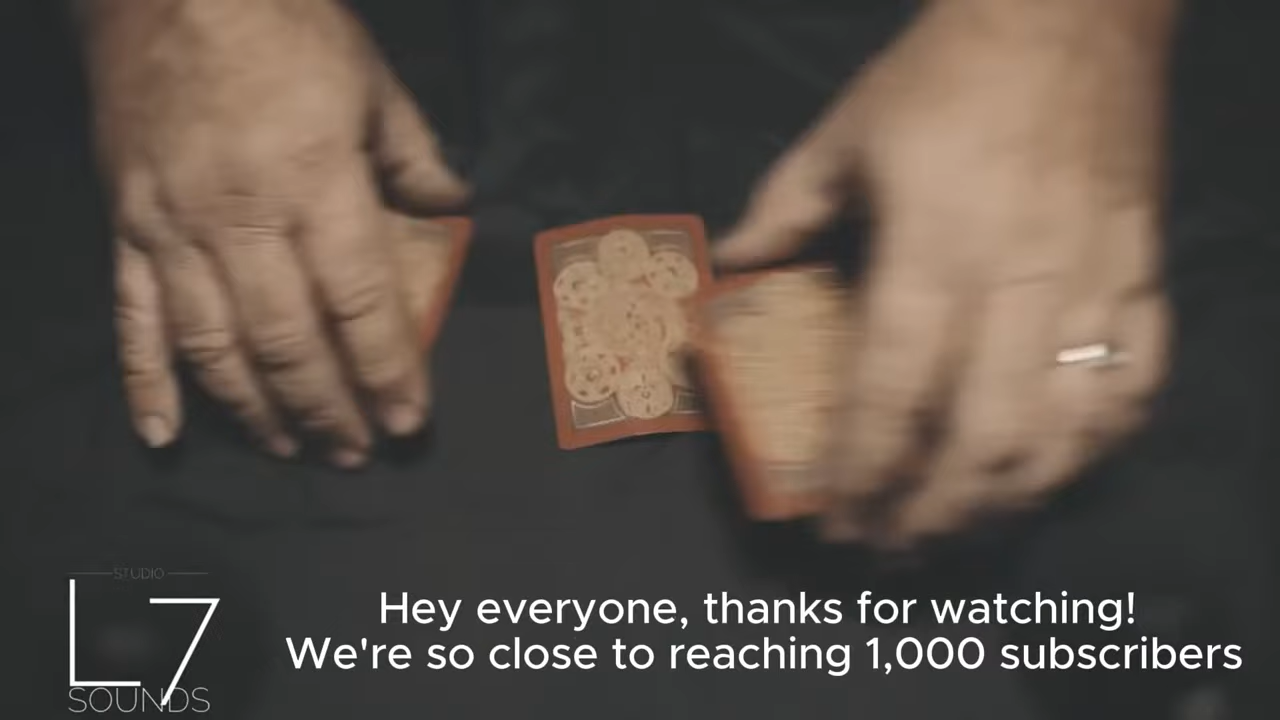 STUDIO
L7
SOUNDS
Hey everyone, thanks for watching!
We're so close to reaching 1,000 subscribers